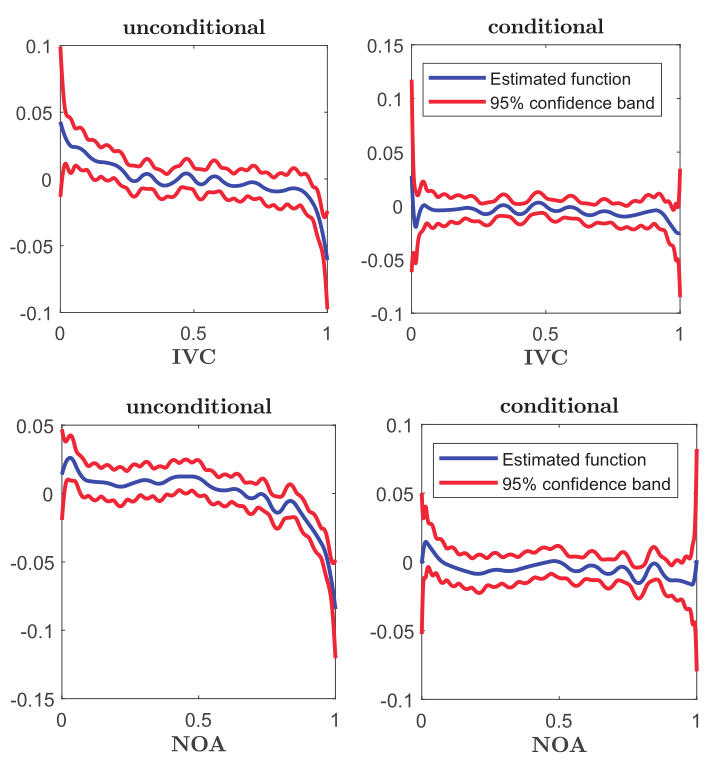 unconditional
0.1
0.05
0
-0.05
-0.1
0
0.5
1
IVC
conditional
Estimated function
95% confidence band
0.15
0.1
0.05
0
-0.05
-0.1
0
0.5
1
IVC
unconditional
0.05
0
-0.05
-0.1
-0.15
0
0.5
1
NOA
conditional
Estimated function
95% confidence band
0.1
0.05
0
-0.05
-0.1
0
0.5
1
NOA